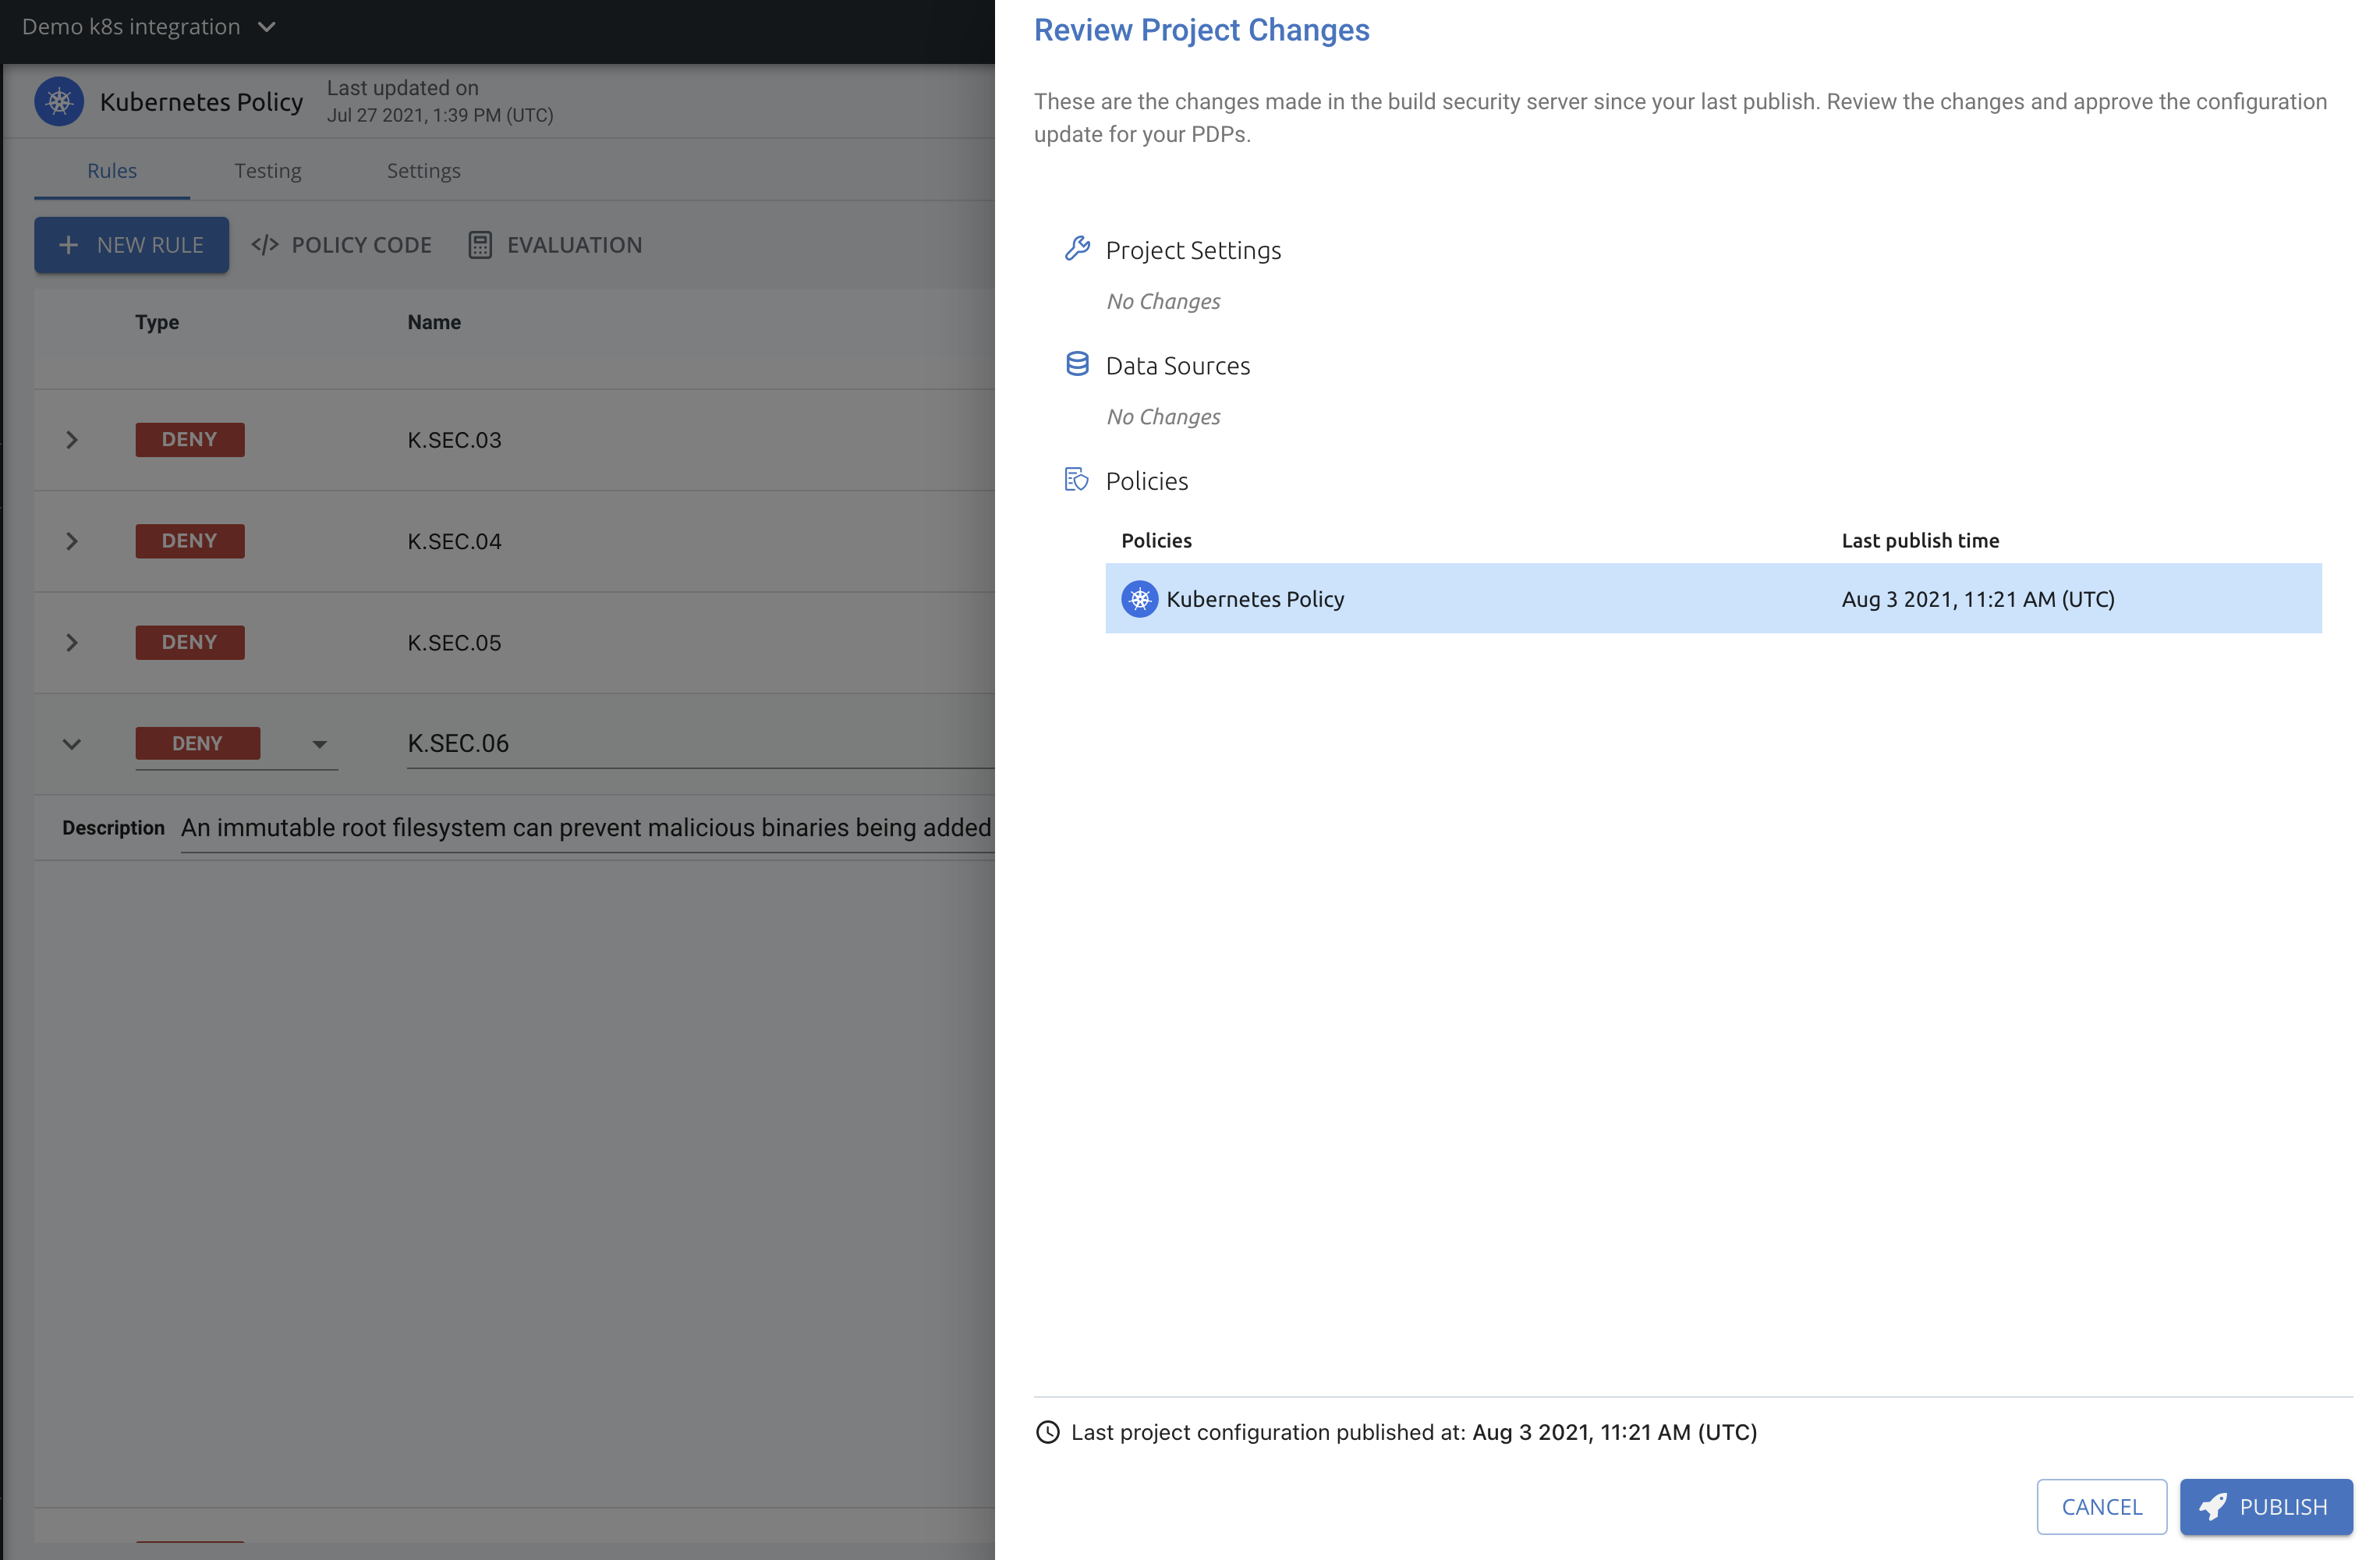 Demo k8s integration
Kubernetes Policy
Last updated on
Jul 27 2021, 1:39 PM (UTC)
Rules
Testing
Settings
NEW RULE
</> POLICY CODE
EVALUATION
Type
Name
DENY
K.SEC.03
DENY
K.SEC.04
DENY
K.SEC.05
DENY
K.SEC.06
Description
An immutable root filesystem can prevent malicious binaries being added
Review Project Changes
These are the changes made in the build security server since your last publish. Review the changes and approve the configuration
update for your PDPs.
Project Settings
No Changes
Data Sources
No Changes
Policies
Policies
Last publish time
Kubernetes Policy
Aug 3 2021, 11:21 AM (UTC)
Last project configuration published at: Aug 3 2021, 11:21 AM (UTC)
CANCEL
PUBLISH